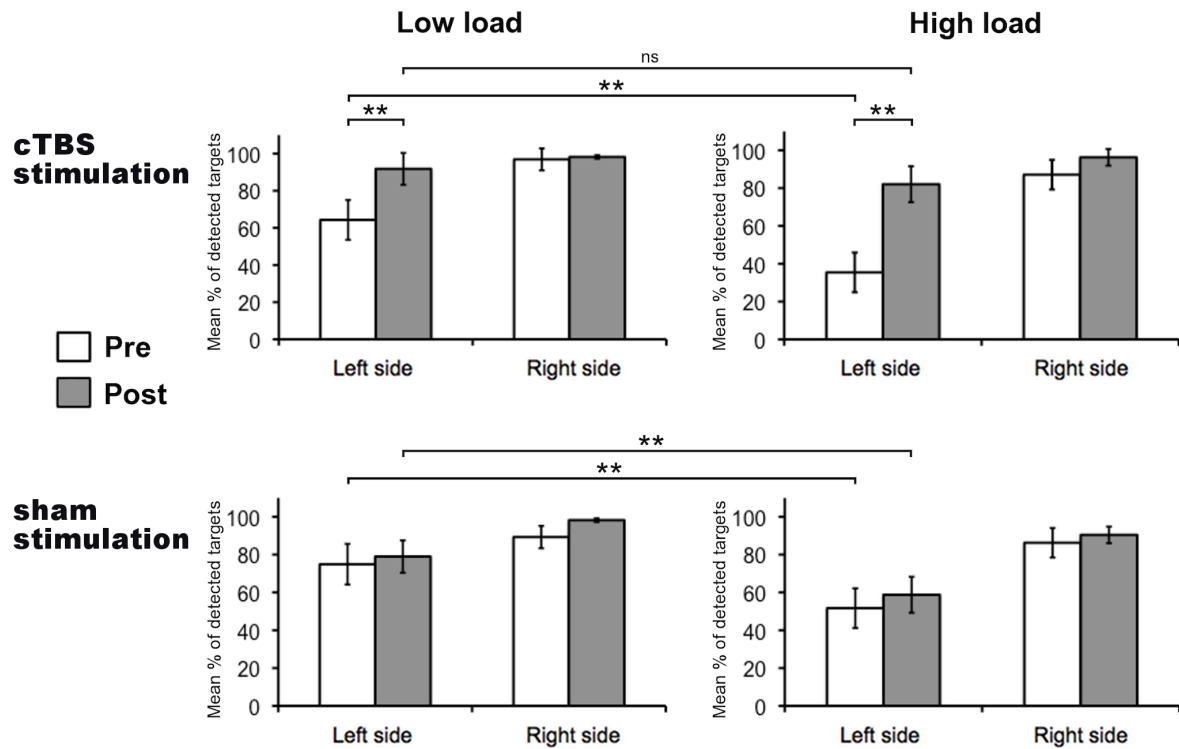 Low load
High load
ns
**
**
**
cTBS
stimulation
Mean % of detected targets
100
80
60
40
20
0
Left side
Right side
Mean % of detected targets
100
80
60
40
20
0
Left side
Right side
Pre
Post
**
**
sham
stimulation
Mean % of detected targets
100
80
60
40
20
0
Left side
Right side
Mean % of detected targets
100
80
60
40
20
0
Left side
Right side